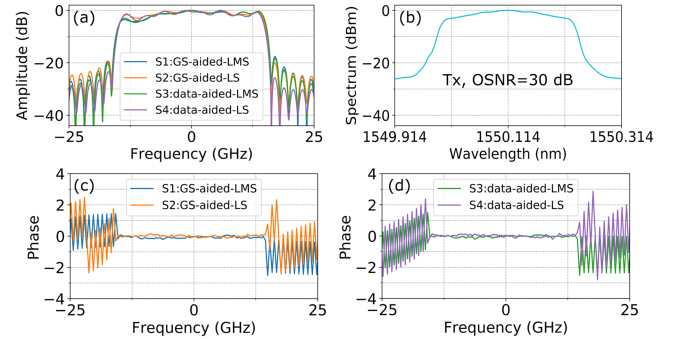 (a)
Amplitude (dB)
0
−20
−40
S1:GS-aided-LMS
S2:GS-aided-LS
S3:data-aided-LMS
S4:data-aided-LS
−25
0
25
Frequency (GHz)
(b)
Spectrum (dBm)
0
−20
−40
Tx, OSNR=30 dB
1549.914
1550.114
1550.314
Wavelength (nm)
(c)
Phase
4
2
0
−2
−4
S1:GS-aided-LMS
S2:GS-aided-LS
−25
0
25
Frequency (GHz)
(d)
Phase
4
2
0
−2
−4
S3:data-aided-LMS
S4:data-aided-LS
−25
0
25
Frequency (GHz)